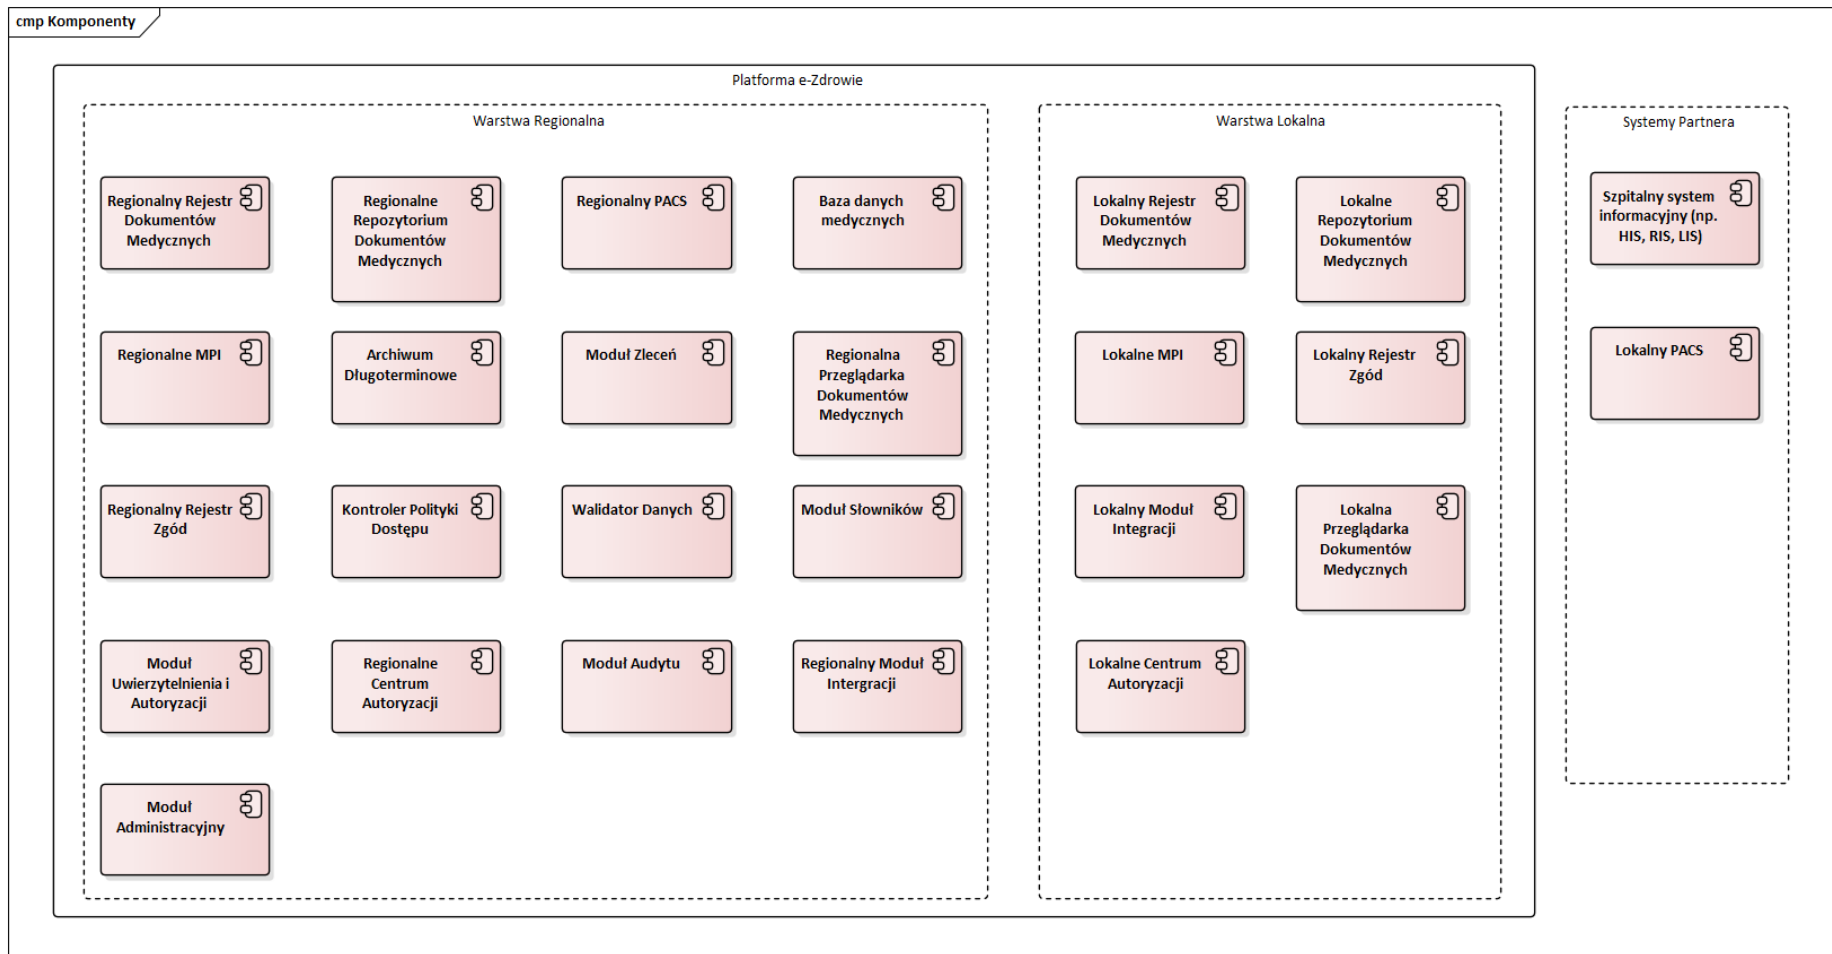 cmp Komponenty
Platforma e-Zdrowie
Warstwa Regionalna
Regionalny Rejestr
Dokumentów
Medycznych
Regionalne
Repozytorium
Dokumentów
Medycznych
Regionalny PACS
Baza danych
medycznych
Regionalne MPI
Archiwum
Długoterminowe
Moduł Zleceń
Regionalna
Przeglądarka
Dokumentów
Medycznych
Regionalny Rejestr
Zgód
Kontroler Polityki
Dostępu
Walidator Danych
Moduł Słowników
Moduł
Uwierzytelnienia i
Autoryzacji
Regionalne
Centrum
Autoryzacji
Moduł Audytu
Regionalny Moduł
Intergracji
Moduł
Administracyjny
Warstwa Lokalna
Lokalny Rejestr
Dokumentów
Medycznych
Lokalne
Repozytorium
Dokumentów
Medycznych
Lokalne MPI
Lokalny Rejestr
Zgód
Lokalny Moduł
Integracji
Lokalna
Przeglądarka
Dokumentów
Medycznych
Lokalne Centrum
Autoryzacji
Systemy Partnera
Szpitalny system
informacyjny (np.
HIS, RIS, LIS)
Lokalny PACS